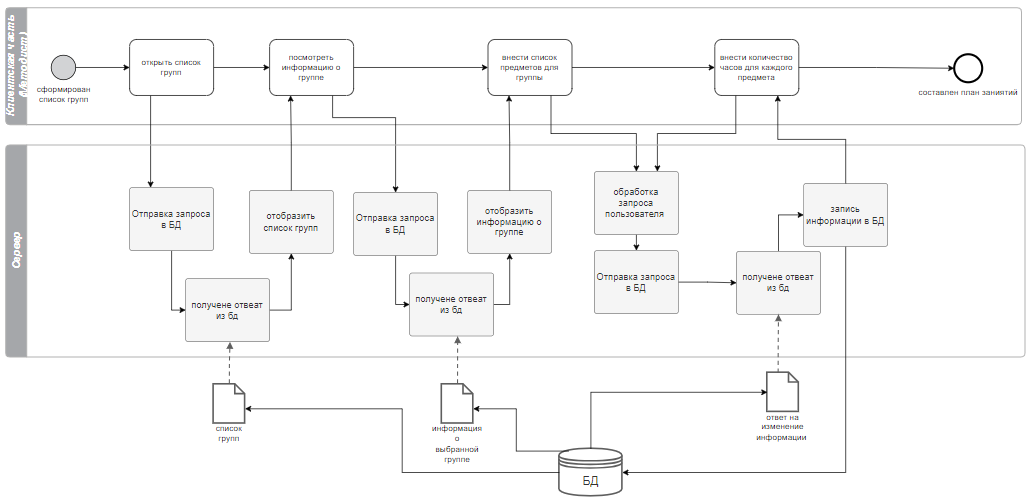 Клиентская часть
(Методист)
сформирован
список групп
открыть список
групп
посмотреть
информацию о
группе
внести список
предметов для
группы
внести количество
часов для каждого
предмета
составлен план заниятий
Сервер
Отправка запроса
в БД
отобразить
список групп
получене отвеат
из бд
Отправка запроса
в БД
отобразить
информацию о
группе
получене отвеат
из бд
обработка
запроса
пользователя
Отправка запроса
в БД
получене отвеат
из бд
запись
информации в БД
список
групп
информация
о
выбранной
группе
ответ на
изменение
информации
БД